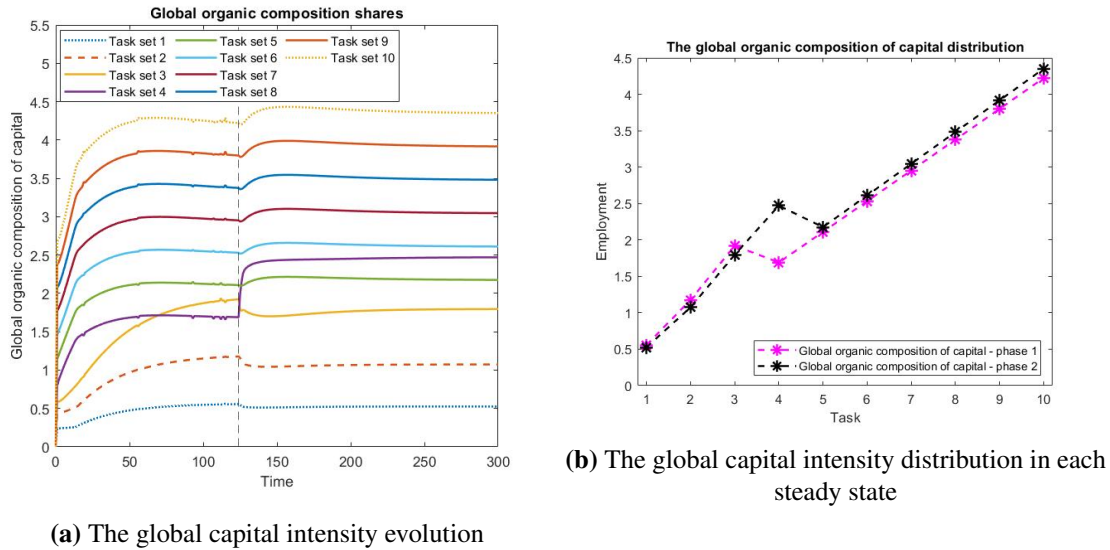 Global organic composition shares
Global organic composition of capital
5.5
5
4.5
4
3.5
3
2.5
2
1.5
1
0.5
0
Task set 1
Task set 2
Task set 3
Task set 4
Task set 5
Task set 6
Task set 7
Task set 8
Task set 9
Task set 10
0 50 100 150 200 250 300
Time
(a) The global capital intensity evolution
The global organic composition of capital distribution
Employment
4.5
4
3.5
3
2.5
2
1.5
1
0.5
0
Global organic composition of capital - phase 1
Global organic composition of capital - phase 2
1 2 3 4 5 6 7 8 9 10
Task
(b) The global capital intensity distribution in each
steady state